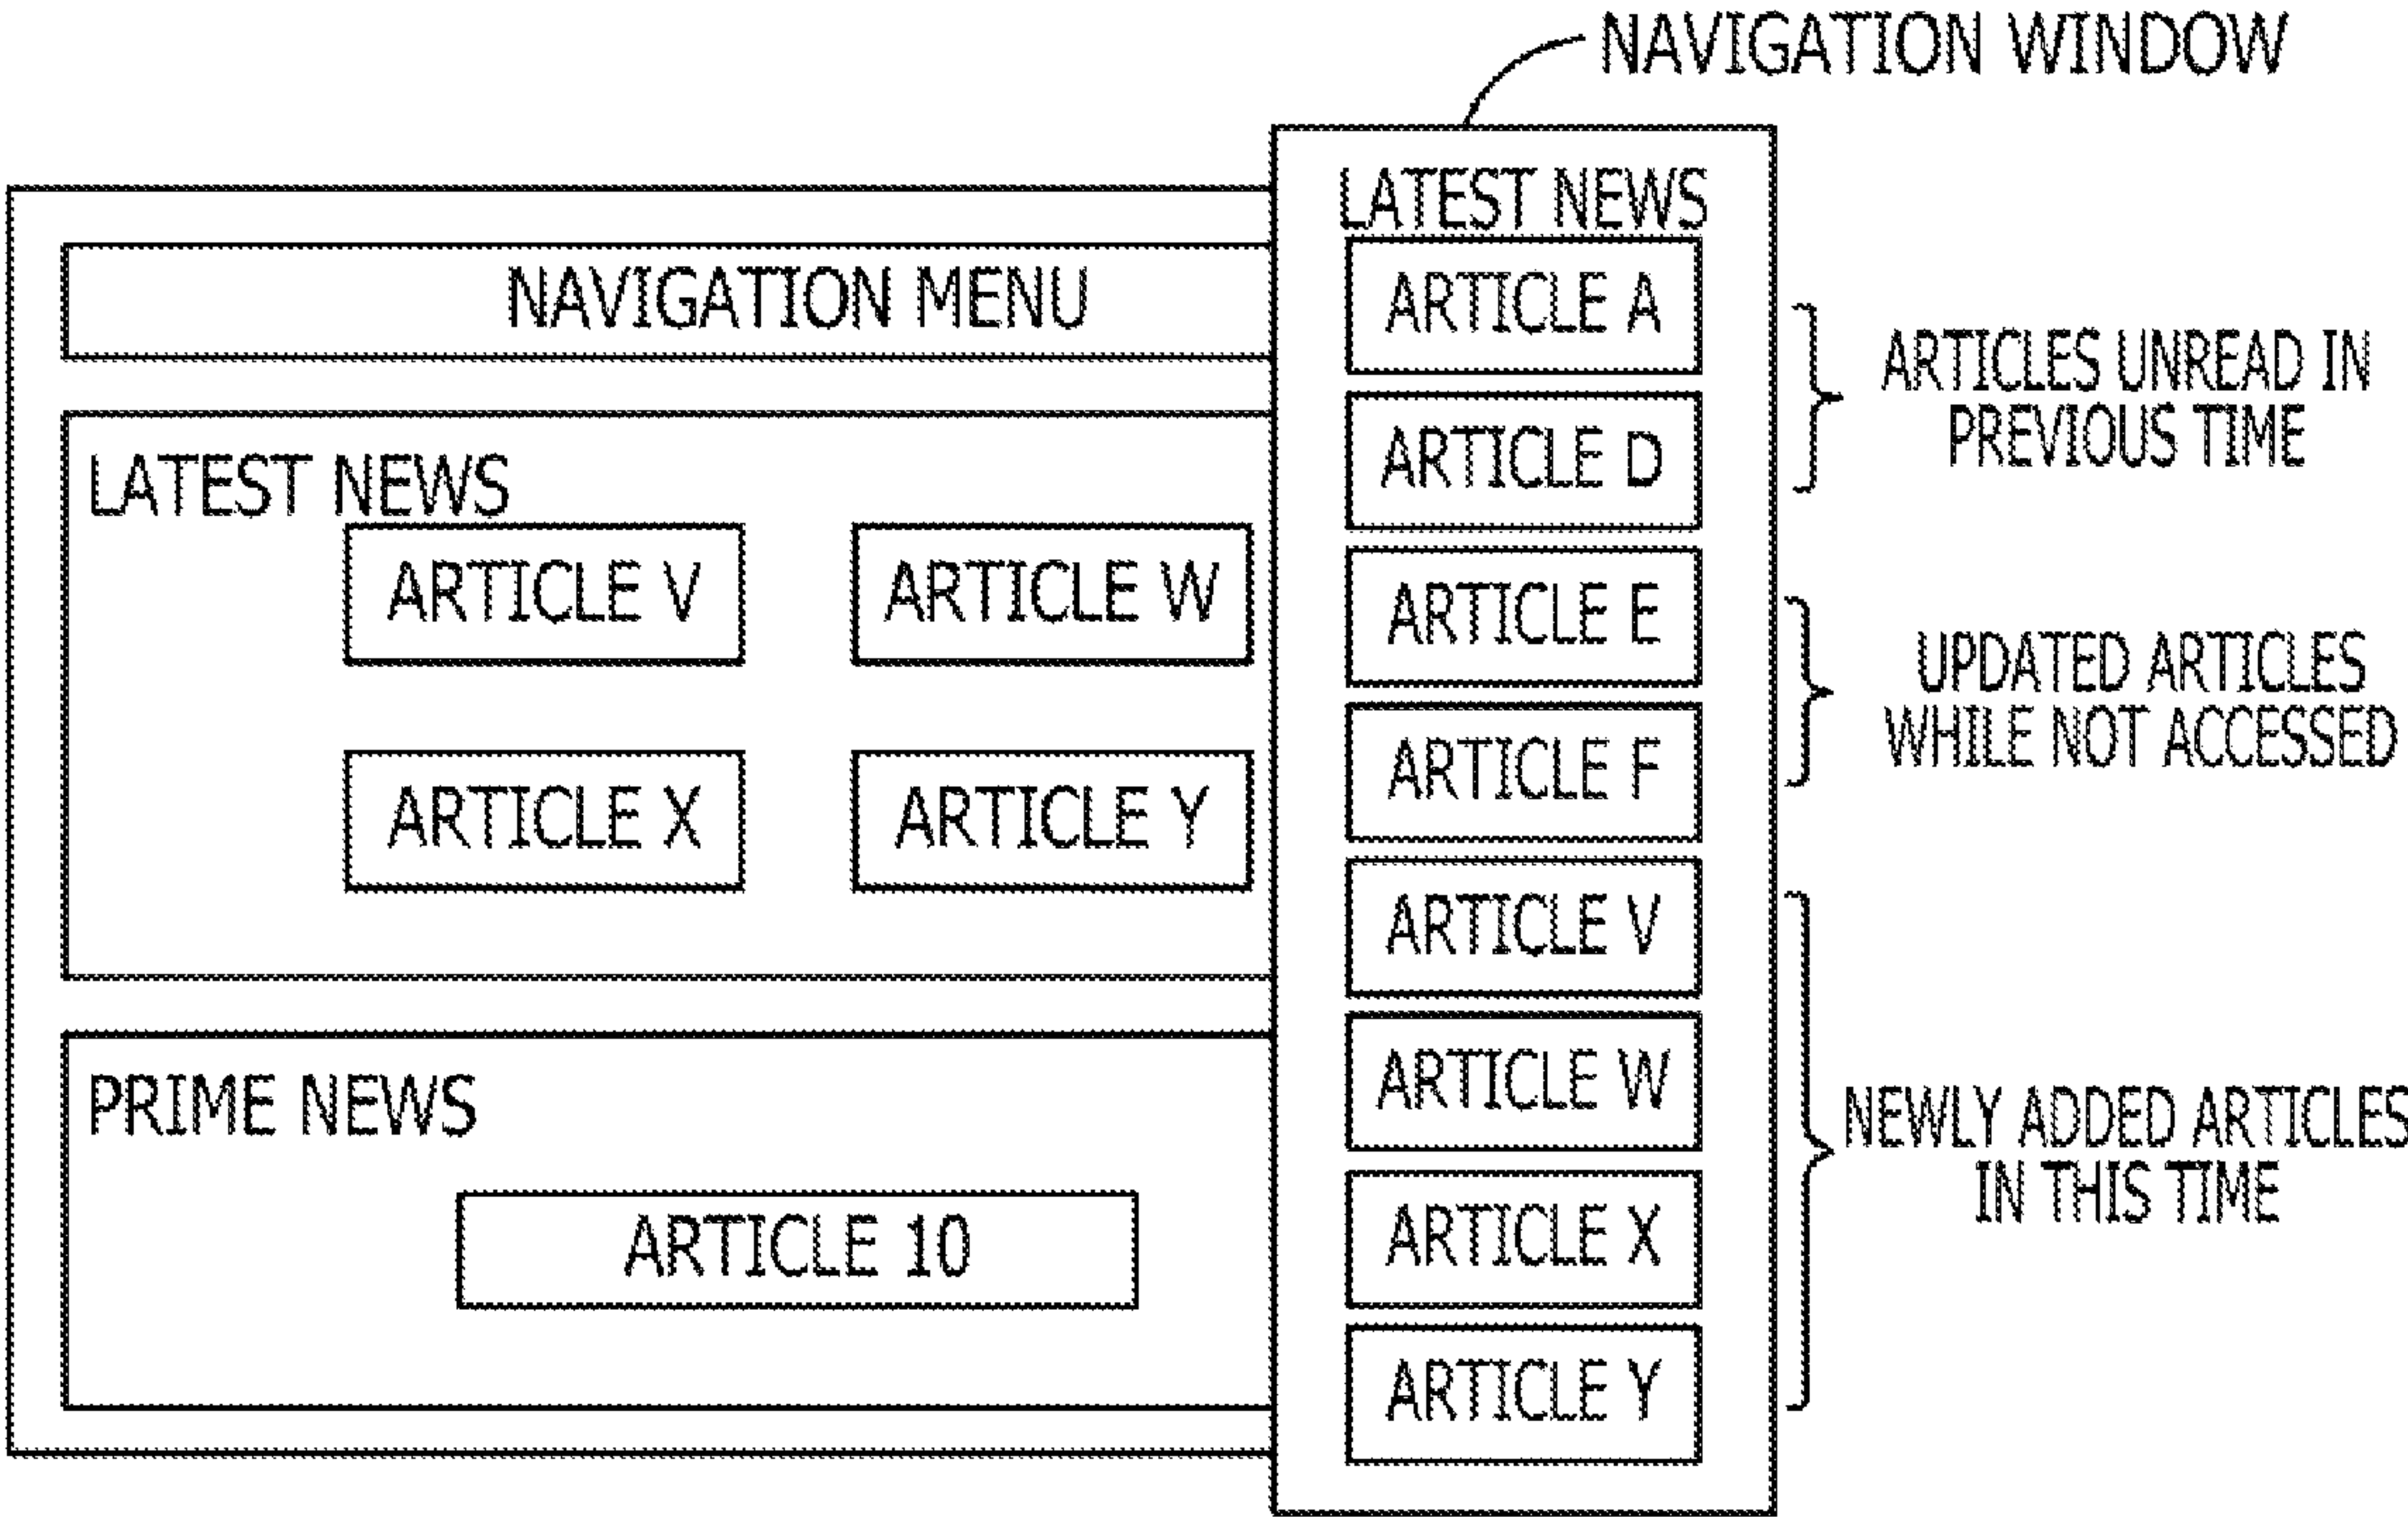 NAVIGATION WINDOW
NAVIGATION MENU
LATEST NEWS
ARTICLE V
ARTICLE W
ARTICLE X
ARTICLE Y
PRIME NEWS
ARTICLE 10
LATEST NEWS
ARTICLE A
ARTICLE D
ARTICLE E
ARTICLE F
ARTICLE V
ARTICLE W
ARTICLE X
ARTICLE Y
ARTICLES UNREAD IN
PREVIOUS TIME
UPDATED ARTICLES
WHILE NOT ACCESSED
NEWLY ADDED ARTICLES
IN THIS TIME